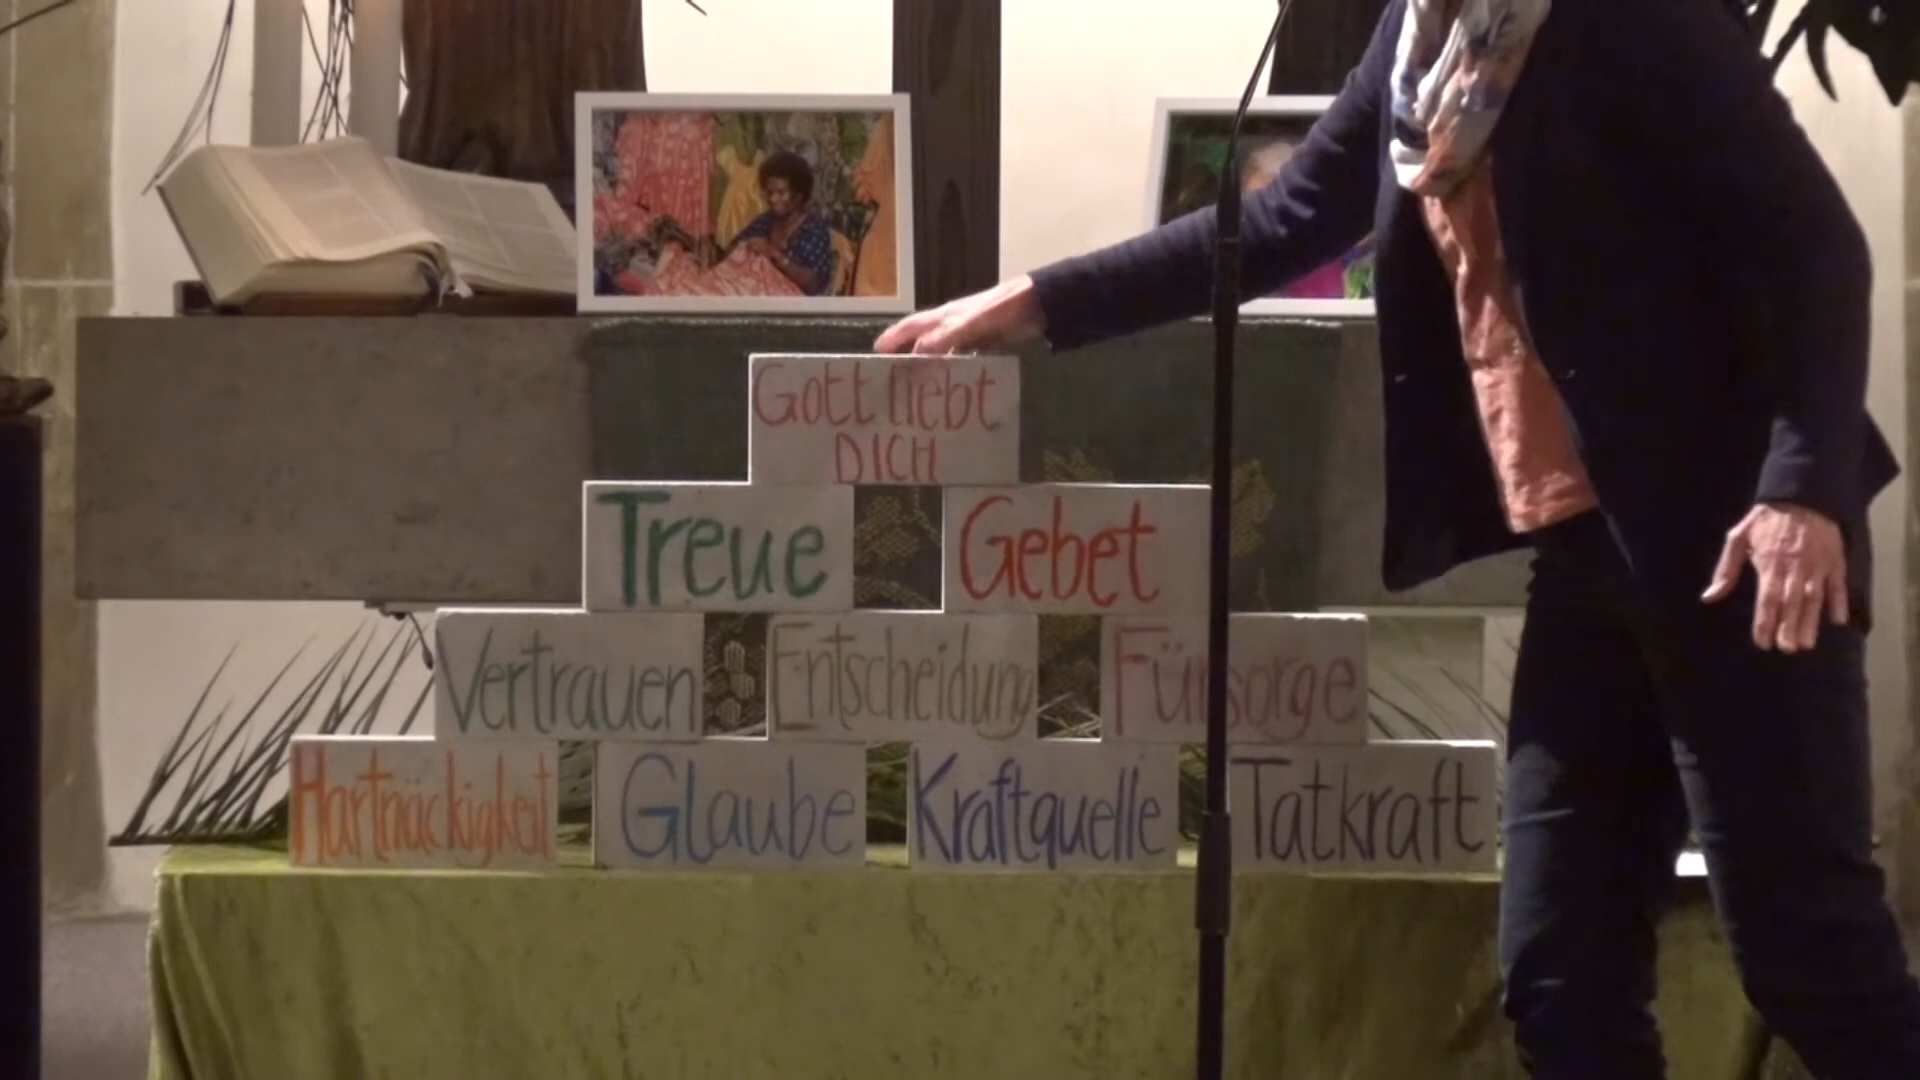 Gott liebt
DICH
Treue Gebet
Vertrauen Entscheidung Fürsorge
Hartnäckigkeit Glaube Kraftquelle Tatkraft